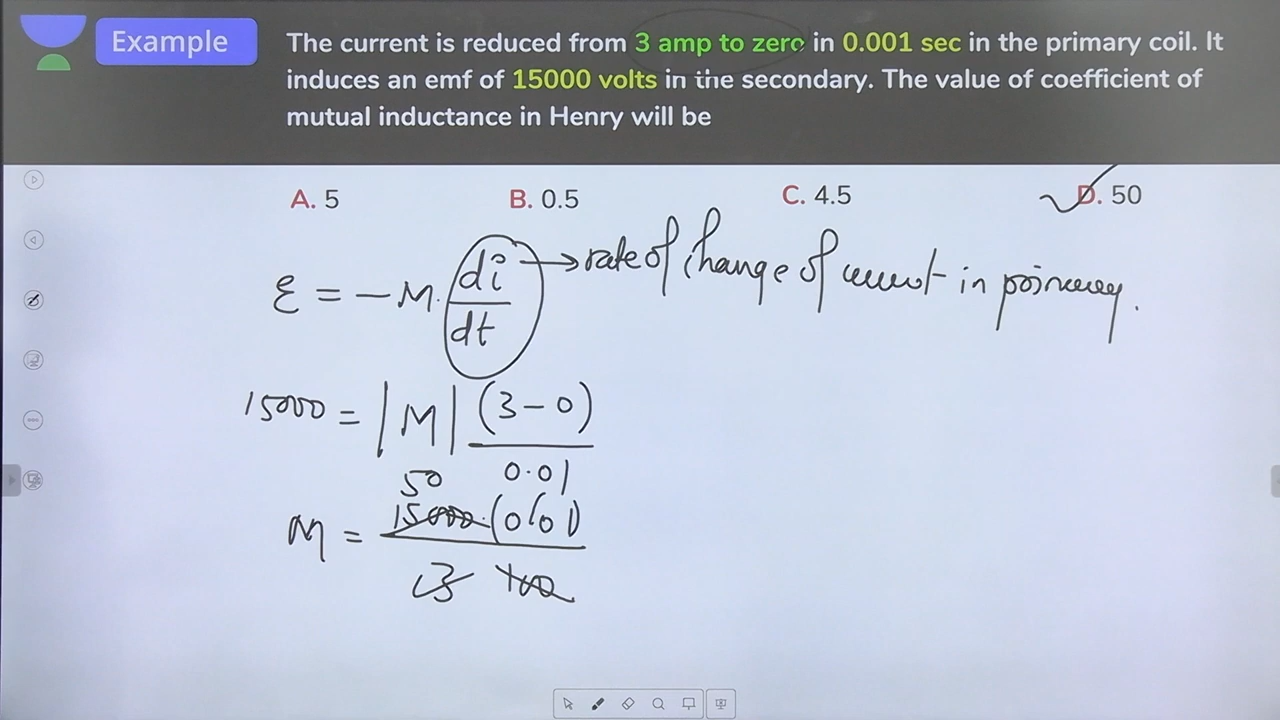 Example
The current is reduced from 3 amp to zero in 0.001 sec in the primary coil. It
induces an emf of 15000 volts in the secondary. The value of coefficient of
mutual inductance in Henry will be
A. 5 B. 0.5 C. 4.5 D. 50
ε = -M. di/dt → rate of change of current in primary.
15000 = |M| (3-0)/0.01
50
M = 15000.(0.01)/3 100